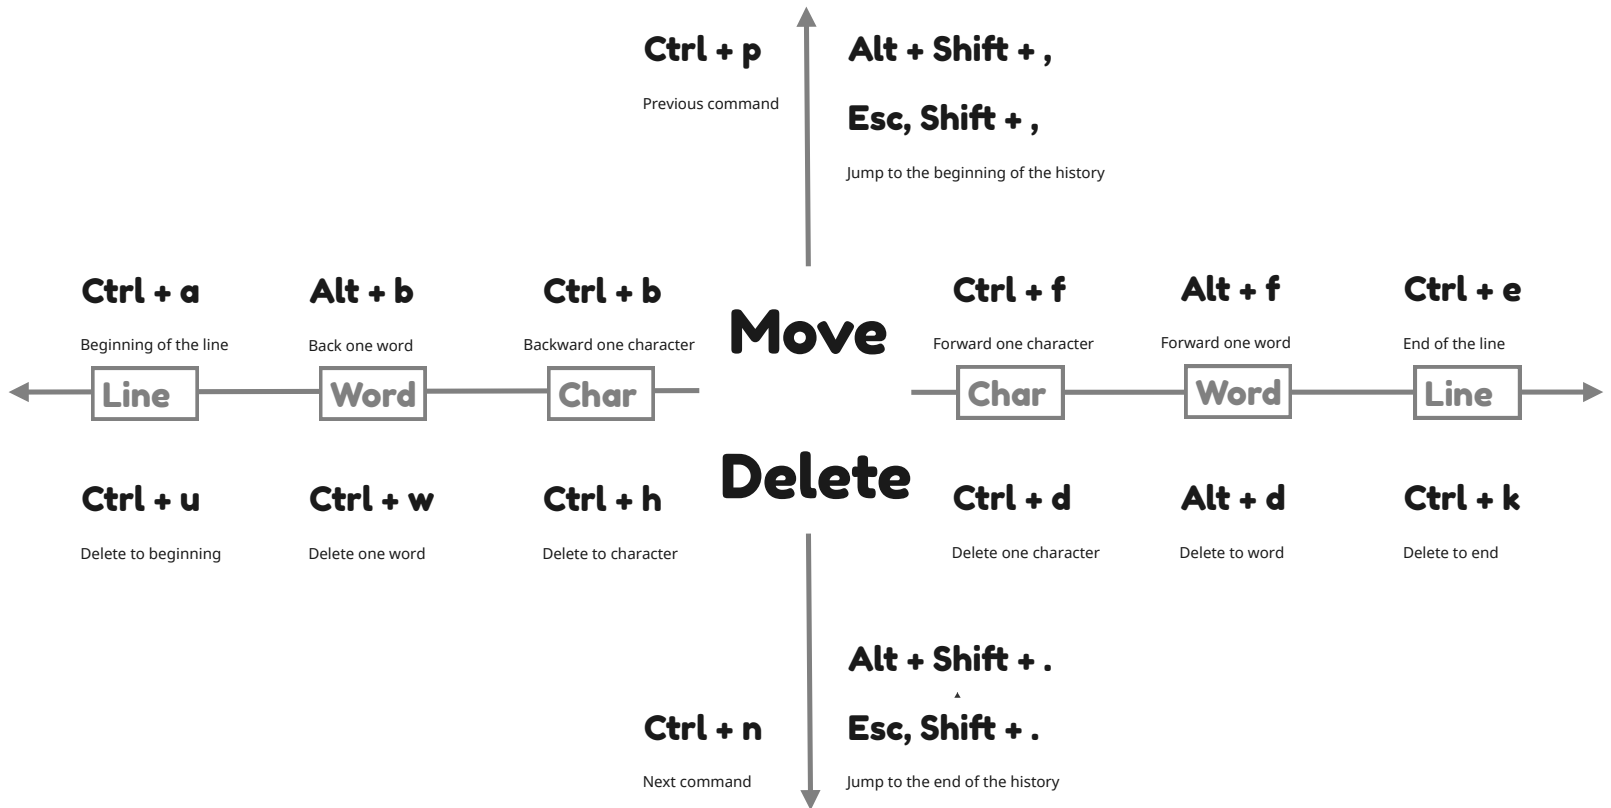 Ctrl + p
Previous command
Alt + Shift + ,
Esc, Shift + ,
Jump to the beginning of the history
Ctrl + a
Beginning of the line
Alt + b
Back one word
Ctrl + b
Backward one character
Move
Ctrl + f
Forward one character
Alt + f
Forward one word
Ctrl + e
End of the line
Line
Word
Char
Char
Word
Line
Delete
Ctrl + u
Delete to beginning
Ctrl + w
Delete one word
Ctrl + h
Delete to character
Ctrl + d
Delete one character
Alt + d
Delete to word
Ctrl + k
Delete to end
Ctrl + n
Next command
Alt + Shift + .
Esc, Shift + .
Jump to the end of the history